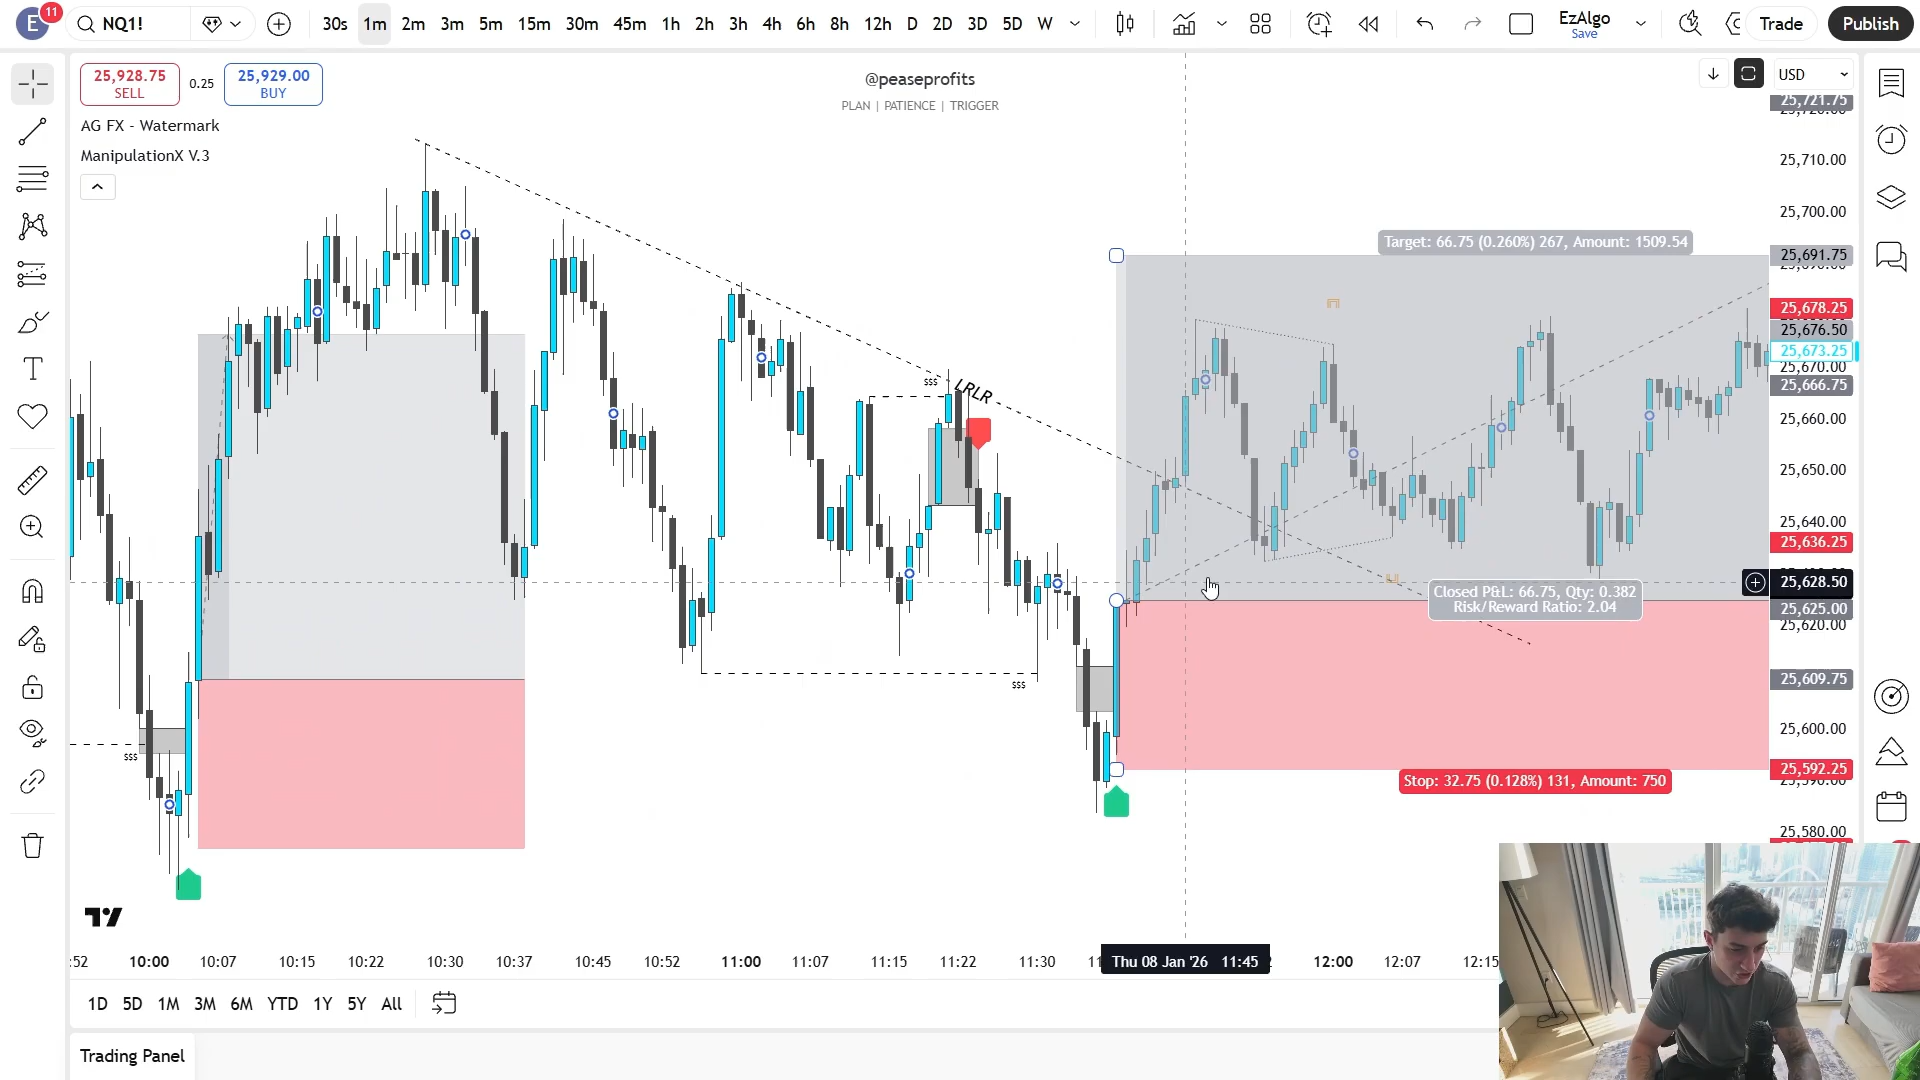 E
11
NQ1!
30s 1m 2m 3m 5m 15m 30m 45m 1h 2h 3h 4h 6h 8h 12h D 2D 3D 5D W
EzAlgo
Save
Trade
Publish
25,928.75
SELL
0.25
25,929.00
BUY
@peaseprofits
PLAN | PATIENCE | TRIGGER
USD
AG FX - Watermark
ManipulationX V.3
25,721.75
25,710.00
25,700.00
Target: 66.75 (0.260%) 267, Amount: 1509.54
25,691.75
25,678.25
25,676.50
25,673.25
25,670.00
25,666.75
$$$
LRLR
25,660.00
25,650.00
25,640.00
25,636.25
25,628.50
Closed P&L: 66.75, Qty: 0.382
Risk/Reward Ratio: 2.04
25,625.00
25,620.00
25,609.75
$$$
25,600.00
$$$
25,592.25
Stop: 32.75 (0.128%) 131, Amount: 750
25,580.00
:52 10:00 10:07 10:15 10:22 10:30 10:37 10:45 10:52 11:00 11:07 11:15 11:22 11:30 Thu 08 Jan '26 11:45 12:00 12:07 12:15
1D 5D 1M 3M 6M YTD 1Y 5Y All
Trading Panel